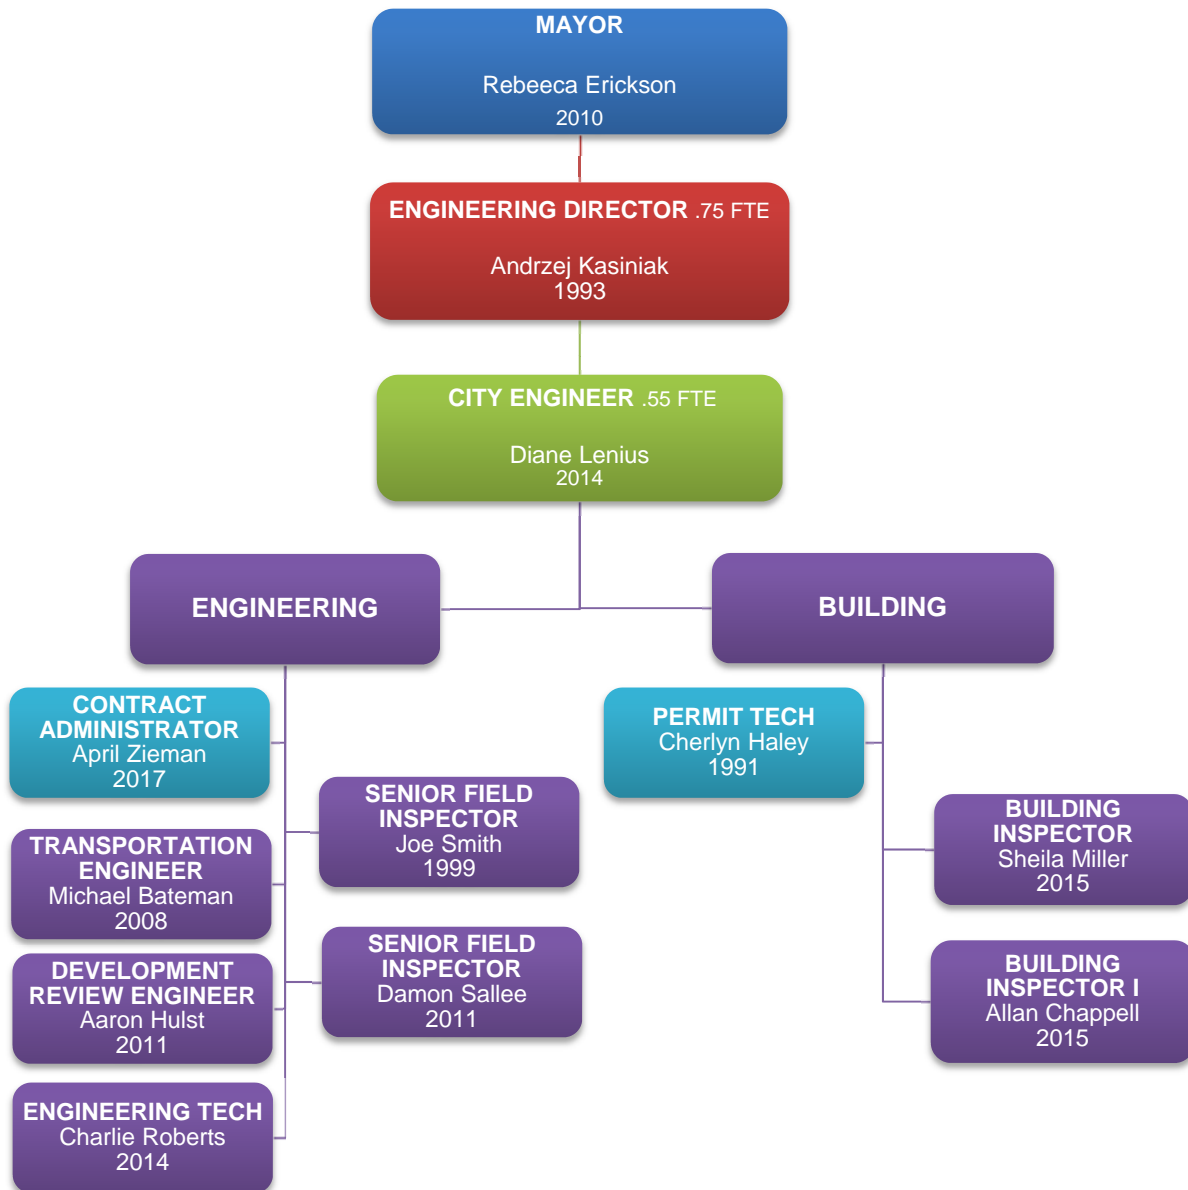 MAYOR
Rebeeca Erickson
2010
ENGINEERING DIRECTOR .75 FTE
Andrzej Kasiniak
1993
CITY ENGINEER .55 FTE
Diane Lenius
2014
ENGINEERING
BUILDING
CONTRACT
ADMINISTRATOR
April Zieman
2017
SENIOR FIELD
INSPECTOR
Joe Smith
1999
TRANSPORTATION
ENGINEER
Michael Bateman
2008
SENIOR FIELD
INSPECTOR
Damon Sallee
2011
DEVELOPMENT
REVIEW ENGINEER
Aaron Hulst
2011
ENGINEERING TECH
Charlie Roberts
2014
PERMIT TECH
Cherlyn Haley
1991
BUILDING
INSPECTOR
Sheila Miller
2015
BUILDING
INSPECTOR I
Allan Chappell
2015